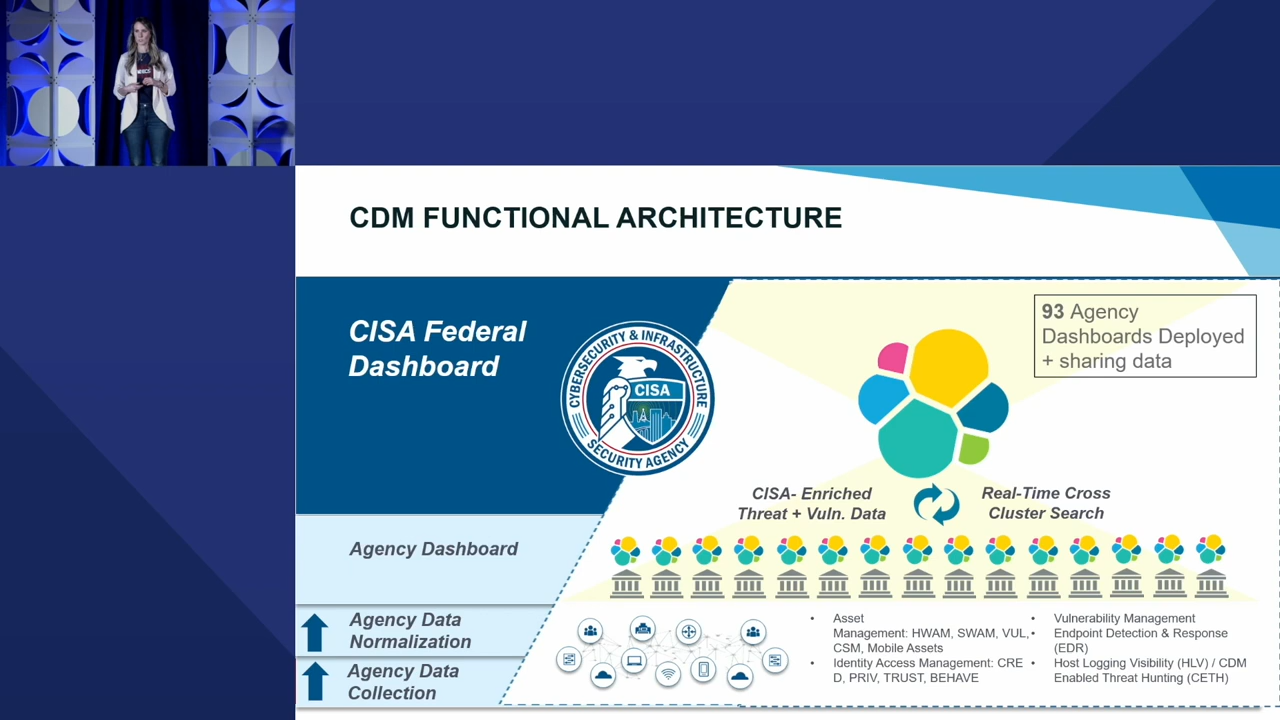 CDM FUNCTIONAL ARCHITECTURE
CISA Federal
Dashboard
CYBERSECURITY & INFRASTRUCTURE
SECURITY AGENCY
CISA
93 Agency
Dashboards Deployed
+ sharing data
CISA- Enriched
Threat + Vuln. Data
Real-Time Cross
Cluster Search
Agency Dashboard
Agency Data
Normalization
Agency Data
Collection
• Asset
Management: HWAM, SWAM, VUL,
CSM, Mobile Assets
• Identity Access Management: CRE
D, PRIV, TRUST, BEHAVE
• Vulnerability Management
• Endpoint Detection & Response
(EDR)
• Host Logging Visibility (HLV) / CDM
Enabled Threat Hunting (CETH)